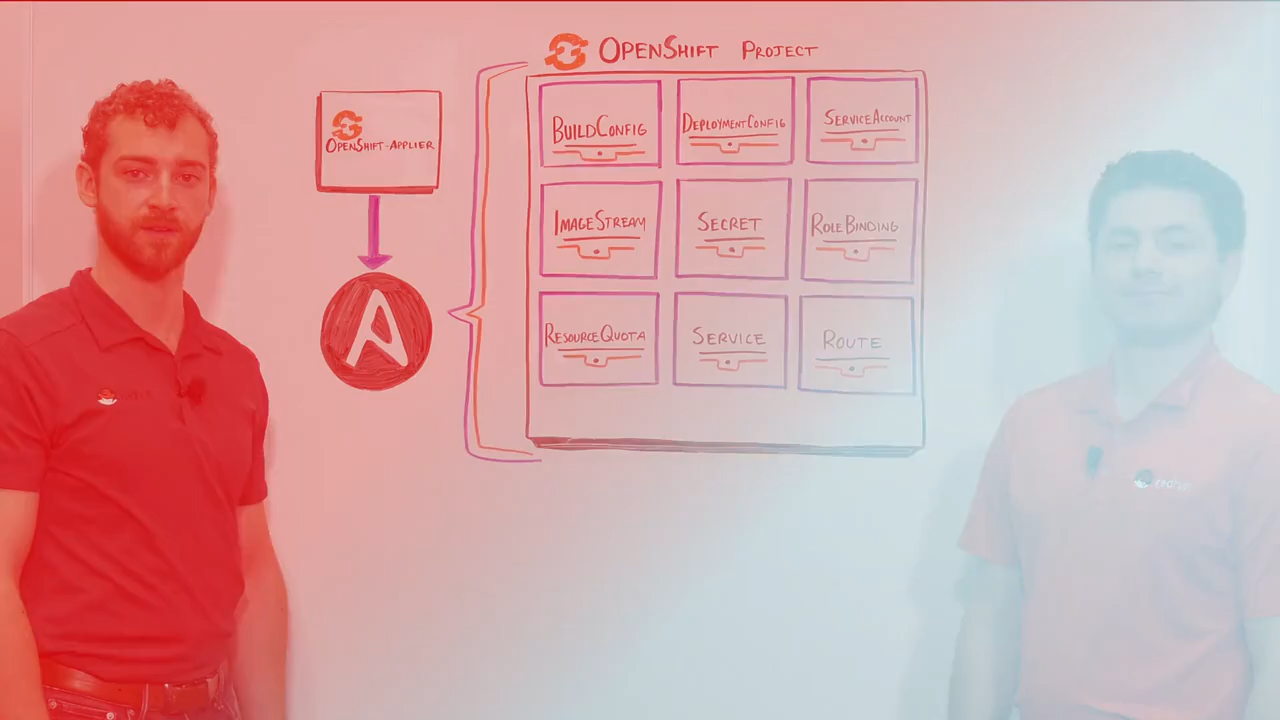 OpenShift Project
OpenShift-Applier
BuildConfig
DeploymentConfig
ServiceAccount
ImageStream
Secret
RoleBinding
ResourceQuota
Service
Route